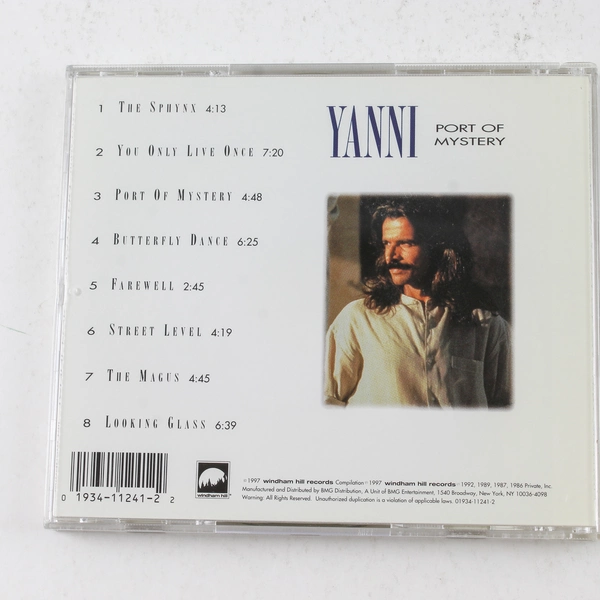 1 The Sphynx 4:13
2 You Only Live Once 7:20
3 Port Of Mystery 4:48
4 Butterfly Dance 6:25
5 Farewell 2:45
6 Street Level 4:19
7 The Magus 4:45
8 Looking Glass 6:39
YANNI
PORT OF
MYSTERY
0 1934-11241-2 2
windham hill
℗1997 windham hill records Compilation ©1997 windham hill records ℗1992, 1989, 1987, 1986 Private, Inc.
Manufactured and Distributed by BMG Distribution, A Unit of BMG Entertainment, 1540 Broadway, New York, NY 10036-4098
Warning: All Rights Reserved. Unauthorized duplication is a violation of applicable laws. 01934-11241-2